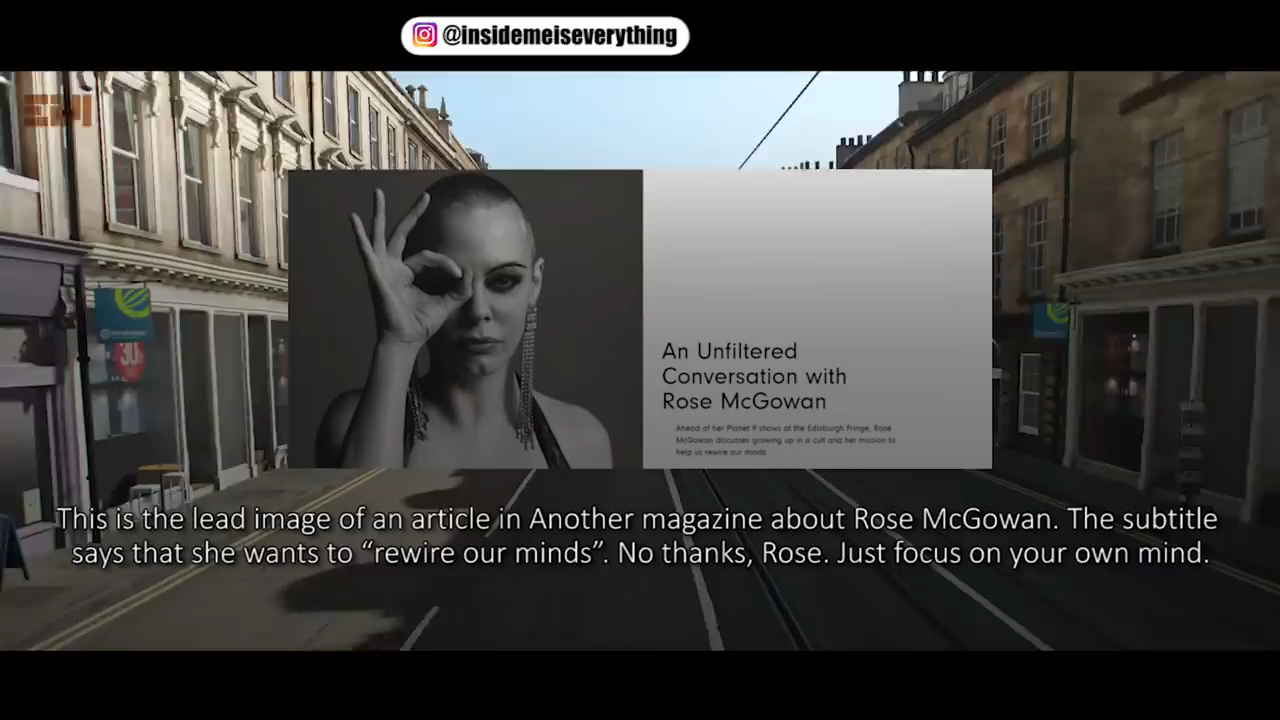 @insidemeiseverything
An Unfiltered
Conversation with
Rose McGowan
Ahead of her Planet 9 shows at the Edinburgh Fringe, Rose
McGowan discusses growing up in a cult and her mission to
help us rewire our minds
This is the lead image of an article in Another magazine about Rose McGowan. The subtitle
says that she wants to “rewire our minds”. No thanks, Rose. Just focus on your own mind.